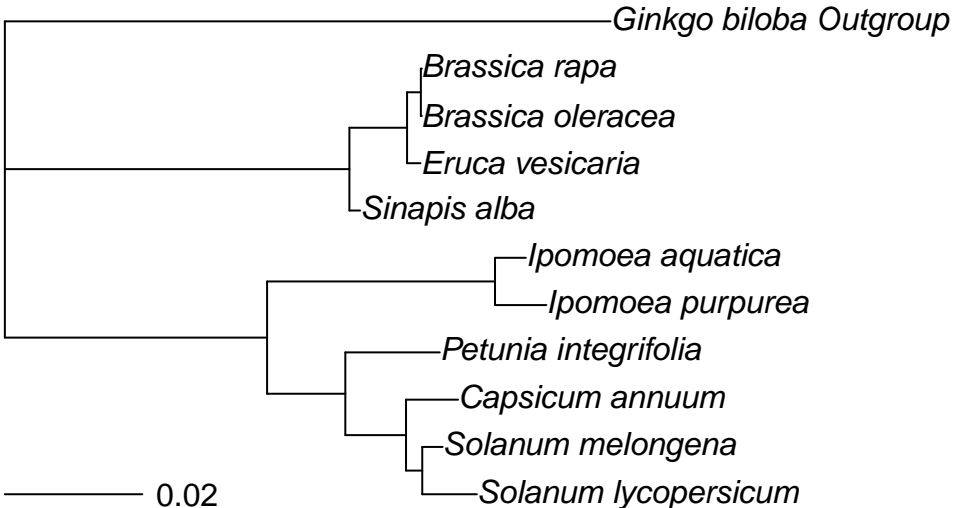 Ginkgo biloba Outgroup
Brassica rapa
Brassica oleracea
Eruca vesicaria
Sinapis alba
Ipomoea aquatica
Ipomoea purpurea
Petunia integrifolia
Capsicum annuum
Solanum melongena
Solanum lycopersicum
0.02